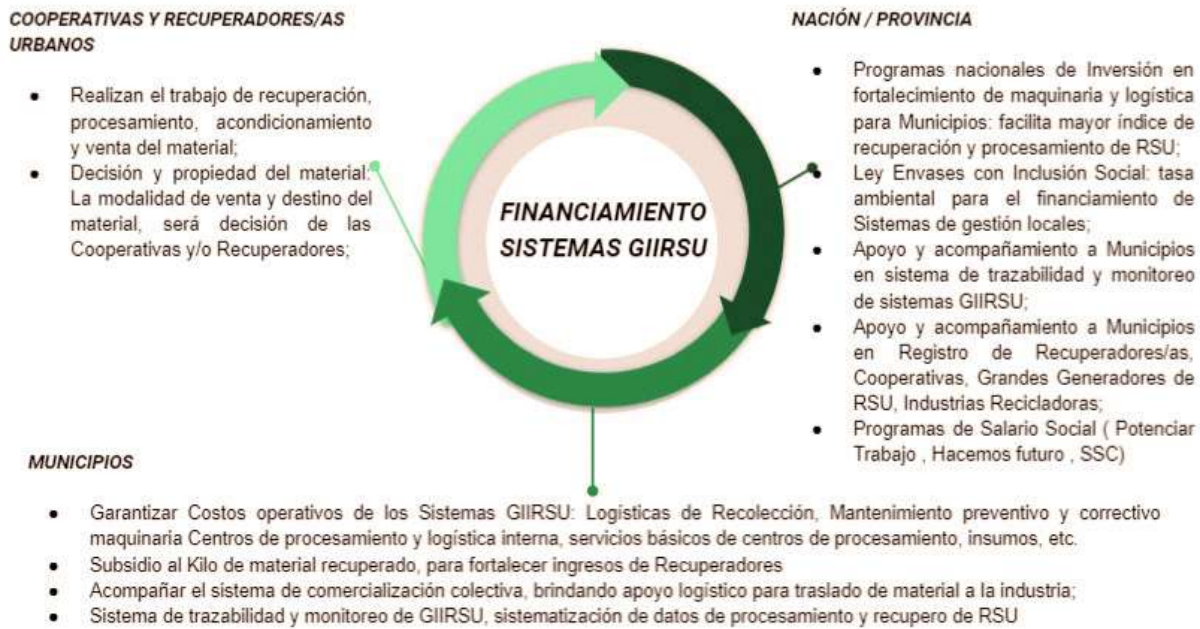 COOPERATIVAS Y RECUPERADORES/AS
URBANOS
● Realizan el trabajo de recuperación,
procesamiento, acondicionamiento
y venta del material;
● Decisión y propiedad del material:
La modalidad de venta y destino del
material, será decisión de las
Cooperativas y/o Recuperadores;
FINANCIAMIENTO
SISTEMAS GIIRSU
NACIÓN / PROVINCIA
● Programas nacionales de Inversión en
fortalecimiento de maquinaria y logística
para Municipios: facilita mayor índice de
recuperación y procesamiento de RSU;
● Ley Envases con Inclusión Social: tasa
ambiental para el financiamiento de
Sistemas de gestión locales;
● Apoyo y acompañamiento a Municipios
en sistema de trazabilidad y monitoreo
de sistemas GIIRSU;
● Apoyo y acompañamiento a Municipios
en Registro de Recuperadores/as,
Cooperativas, Grandes Generadores de
RSU, Industrias Recicladoras;
● Programas de Salario Social ( Potenciar
Trabajo , Hacemos futuro , SSC)
MUNICIPIOS
● Garantizar Costos operativos de los Sistemas GIIRSU: Logísticas de Recolección, Mantenimiento preventivo y correctivo
maquinaria Centros de procesamiento y logística interna, servicios básicos de centros de procesamiento, insumos, etc.
● Subsidio al Kilo de material recuperado, para fortalecer ingresos de Recuperadores
● Acompañar el sistema de comercialización colectiva, brindando apoyo logístico para traslado de material a la industria;
● Sistema de trazabilidad y monitoreo de GIIRSU, sistematización de datos de procesamiento y recupero de RSU